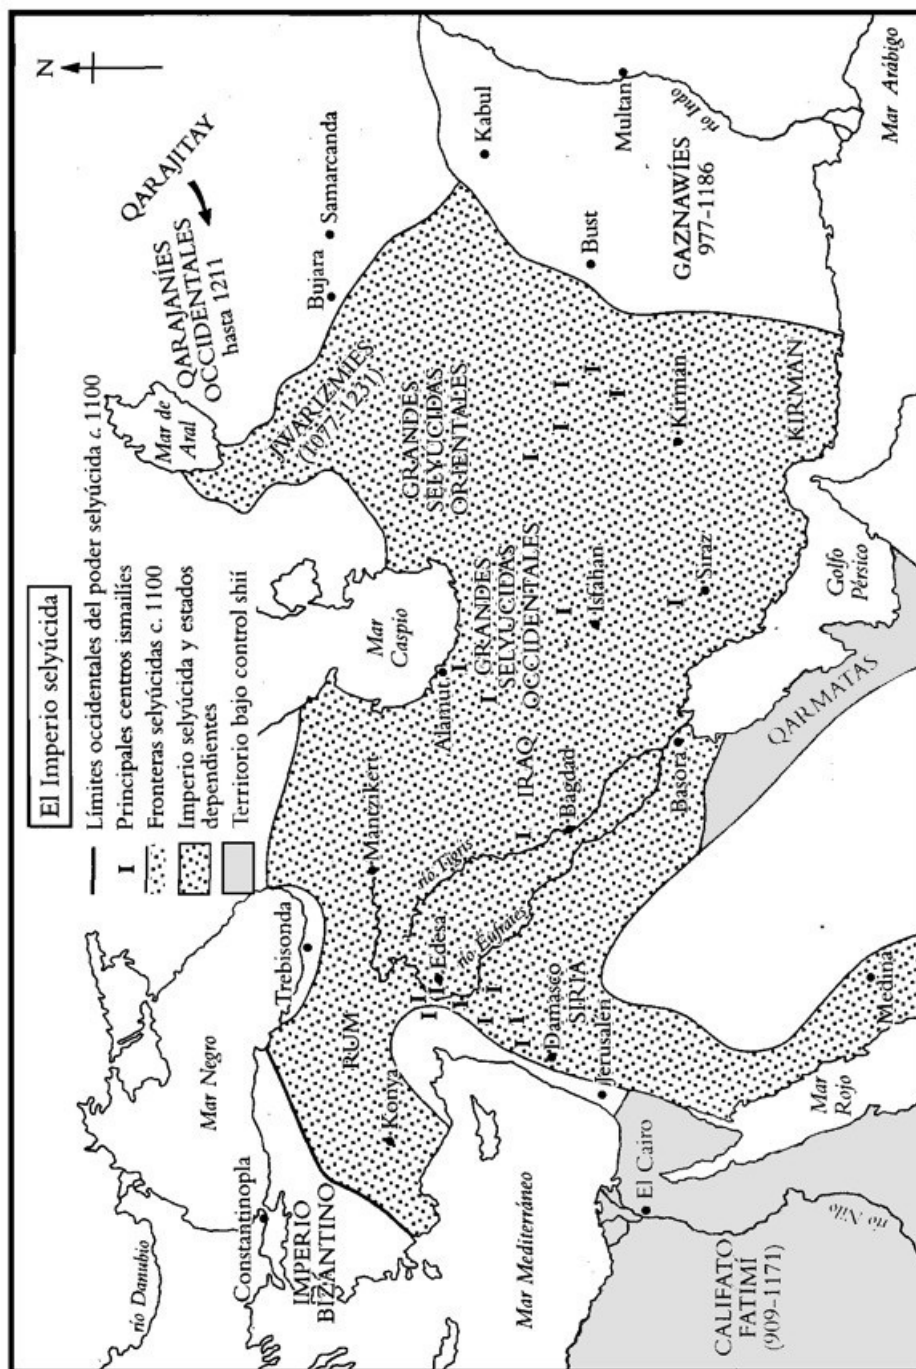 El Imperio selyúcida
Límites occidentales del poder selyúcida c. 1100
I Principales centros ismailíes
Fronteras selyúcidas c. 1100
Imperio selyúcida y estados
dependientes
Territorio bajo control shií
N
QARAJITAY
QARAJANÍES
OCCIDENTALES
hasta 1211
Mar de
Aral
Bujara
Samarcanda
JWARIZMÍES
(1077-1231)
río Danubio
Mar Negro
Constantinopla
IMPERIO
BIZANTINO
Trebisonda
Mar
Caspio
RUM
Konya
Mantzikert
río Tigris
Edesa
río Eufrates
Alamut
GRANDES
SELYUCIDAS
ORIENTALES
GRANDES
SELYUCIDAS
OCCIDENTALES
IRAQ
Kabul
Multan
río Indo
Bust
GAZNAWÍES
977-1186
Mar Mediterráneo
Damasco
SIRIA
Jerusalén
Bagdad
Isfahán
Basora
Siraz
Kirmán
KIRMAN
El Cairo
CALIFATO
FATIMÍ
(909-1171)
río Nilo
Mar
Rojo
Medina
QARMATAS
Golfo
Pérsico
Mar Arábigo